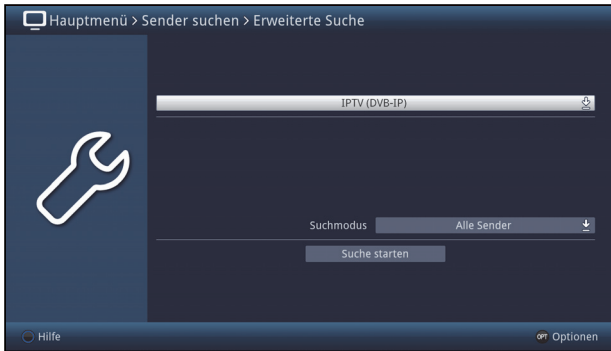 Hauptmenü > Sender suchen > Erweiterte Suche
IPTV (DVB-IP)
Suchmodus Alle Sender
Suche starten
Hilfe OPT Optionen